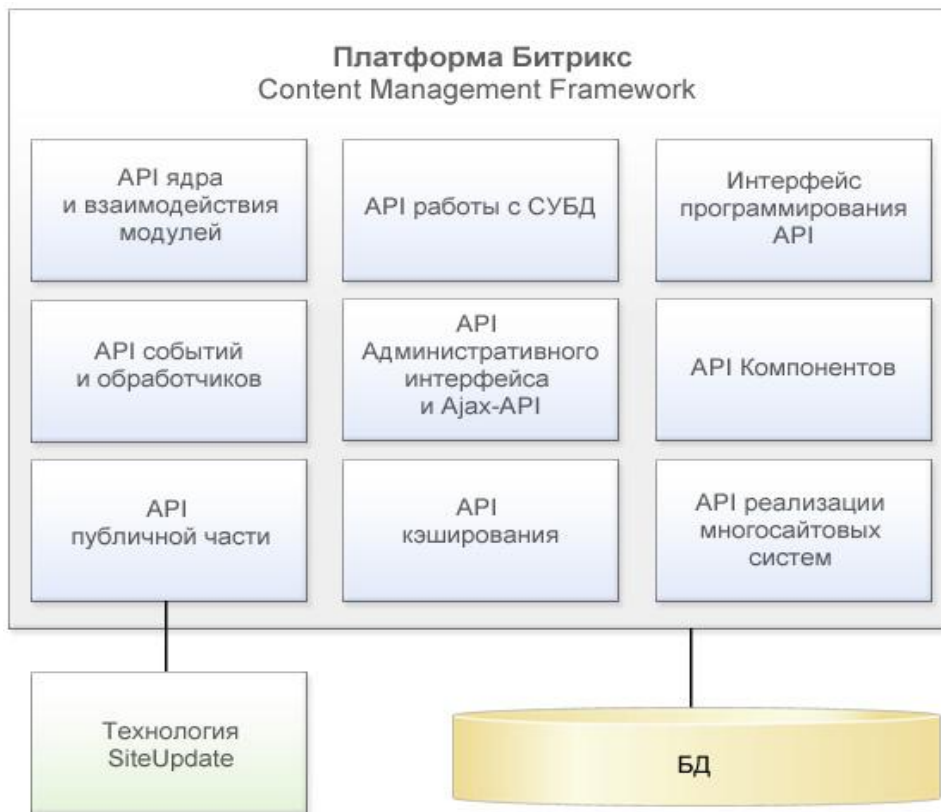 Платформа Битрикс
Content Management Framework
API ядра
и взаимодействия
модулей
API работы с СУБД
Интерфейс
программирования
API
API событий
и обработчиков
API
Административного
интерфейса
и Ajax-API
API Компонентов
API
публичной части
API
кэширования
API реализации
многосайтовых
систем
Технология
SiteUpdate
БД